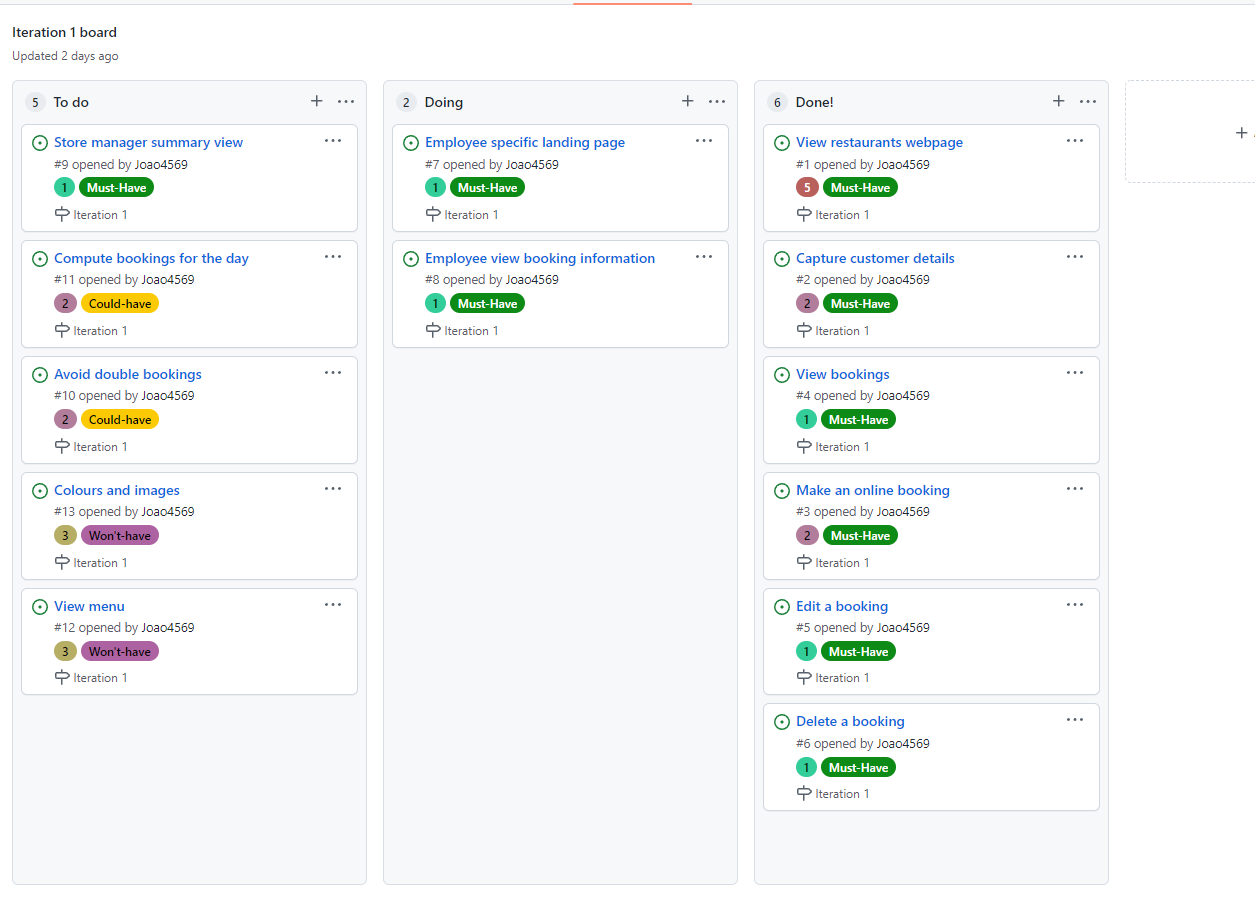 Iteration 1 board
Updated 2 days ago
5 To do
Store manager summary view
#9 opened by Joao4569
1 Must-Have
Iteration 1
Compute bookings for the day
#11 opened by Joao4569
2 Could-have
Iteration 1
Avoid double bookings
#10 opened by Joao4569
2 Could-have
Iteration 1
Colours and images
#13 opened by Joao4569
3 Won't-have
Iteration 1
View menu
#12 opened by Joao4569
3 Won't-have
Iteration 1
2 Doing
Employee specific landing page
#7 opened by Joao4569
1 Must-Have
Iteration 1
Employee view booking information
#8 opened by Joao4569
1 Must-Have
Iteration 1
6 Done!
View restaurants webpage
#1 opened by Joao4569
5 Must-Have
Iteration 1
Capture customer details
#2 opened by Joao4569
2 Must-Have
Iteration 1
View bookings
#4 opened by Joao4569
1 Must-Have
Iteration 1
Make an online booking
#3 opened by Joao4569
2 Must-Have
Iteration 1
Edit a booking
#5 opened by Joao4569
1 Must-Have
Iteration 1
Delete a booking
#6 opened by Joao4569
1 Must-Have
Iteration 1